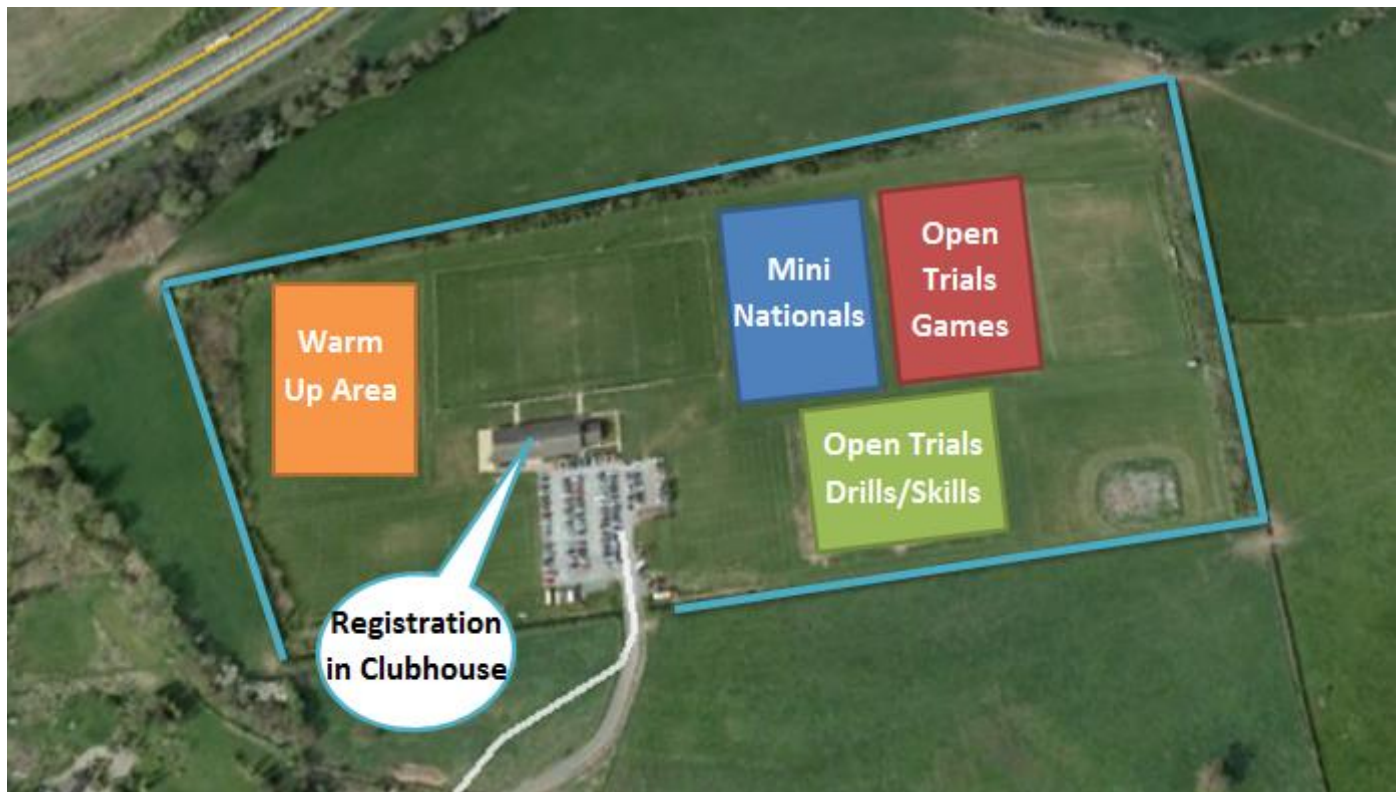 Warm
Up Area
Mini
Nationals
Open
Trials
Games
Open Trials
Drills/Skills
Registration
in Clubhouse